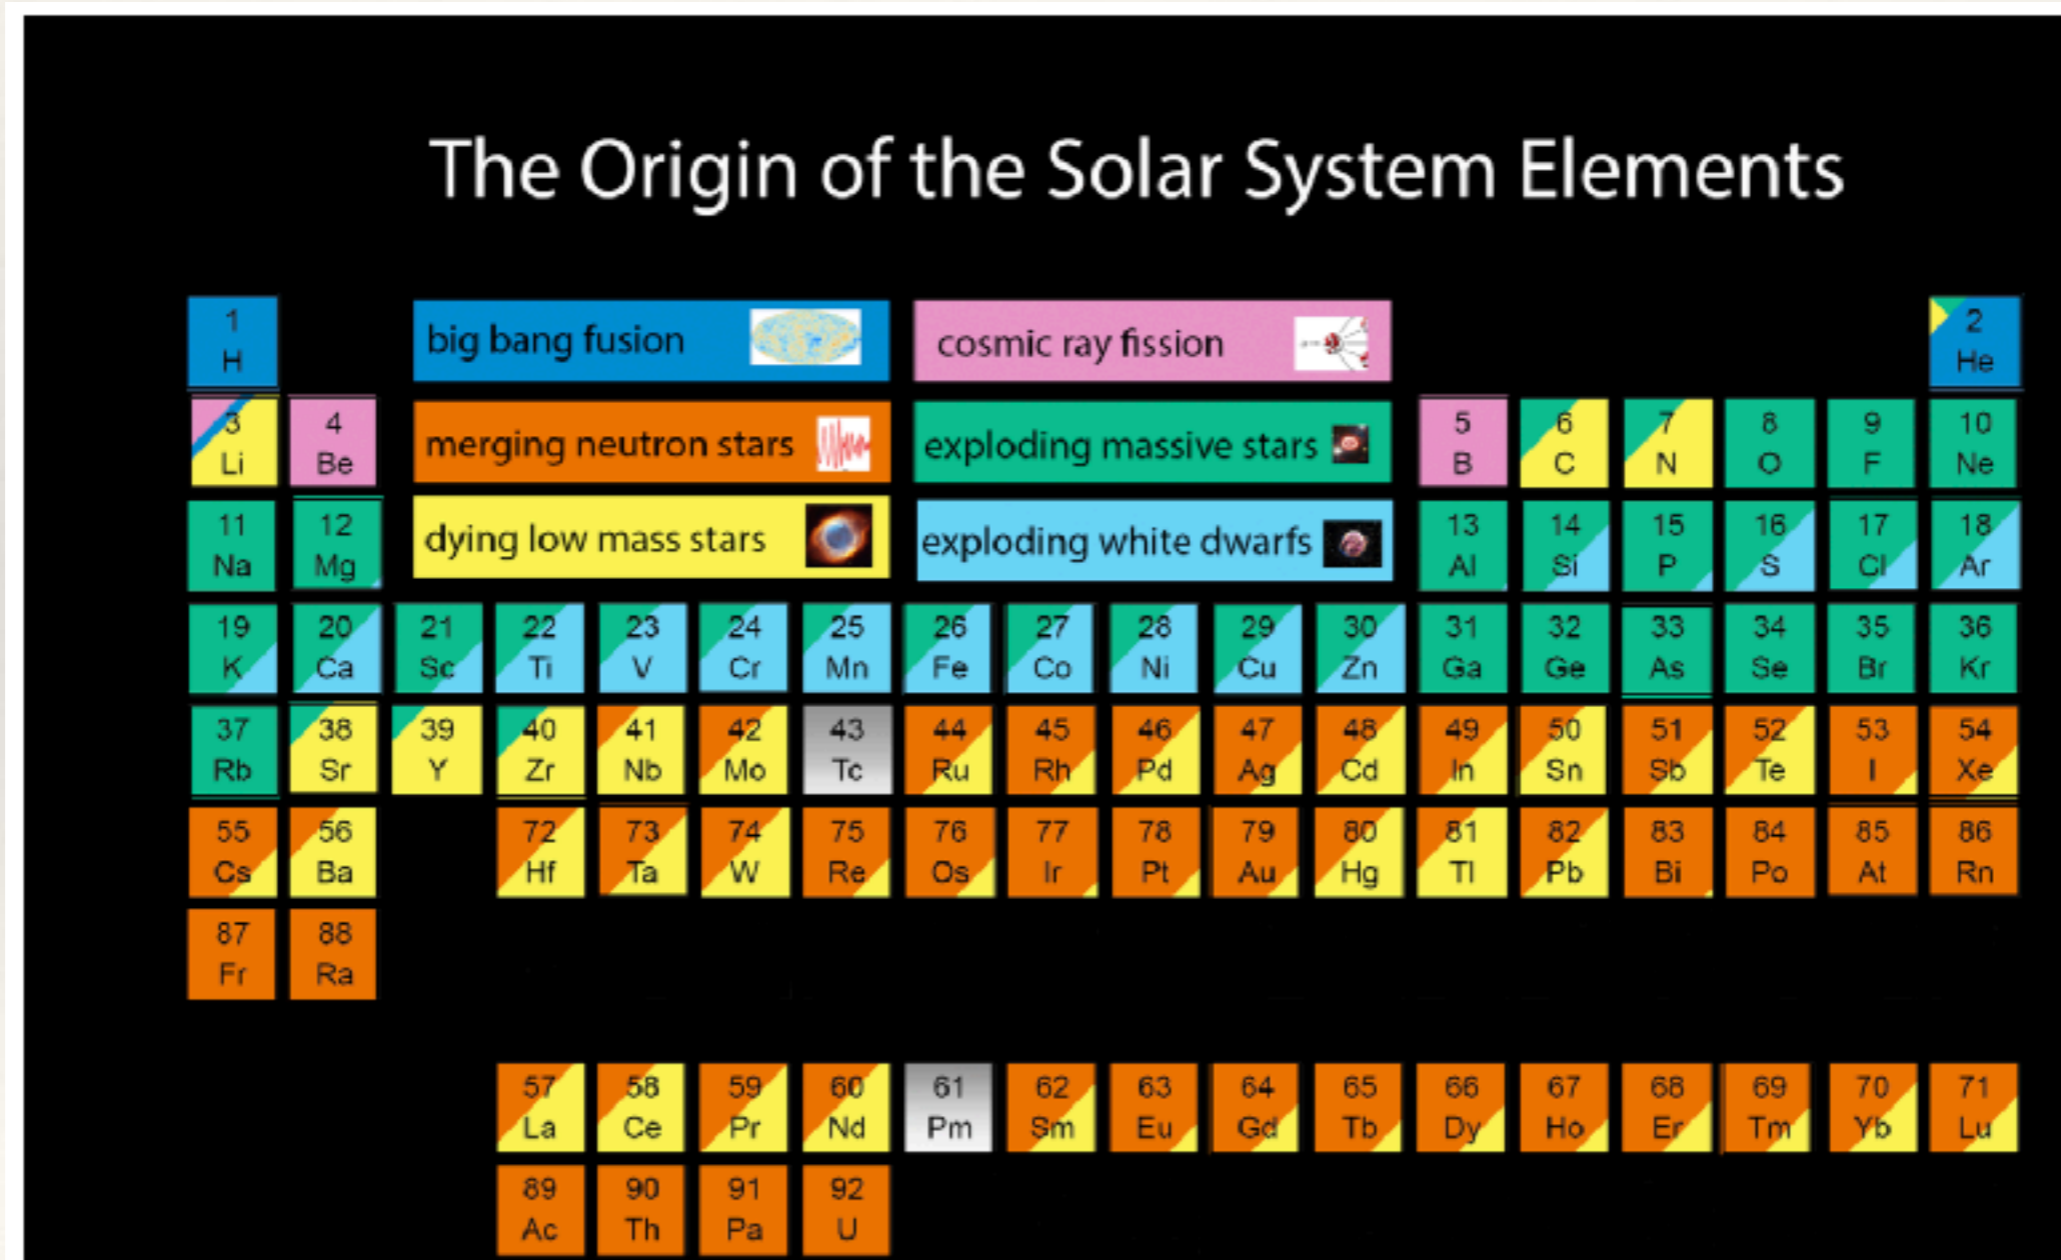 The Origin of the Solar System Elements
1
H
big bang fusion
cosmic ray fission
2
He
3
Li
4
Be
merging neutron stars
exploding massive stars
5
B
6
C
7
N
8
O
9
F
10
Ne
11
Na
12
Mg
dying low mass stars
exploding white dwarfs
13
Al
14
Si
15
P
16
S
17
Cl
18
Ar
19
K
20
Ca
21
Sc
22
Ti
23
V
24
Cr
25
Mn
26
Fe
27
Co
28
Ni
29
Cu
30
Zn
31
Ga
32
Ge
33
As
34
Se
35
Br
36
Kr
37
Rb
38
Sr
39
Y
40
Zr
41
Nb
42
Mo
43
Tc
44
Ru
45
Rh
46
Pd
47
Ag
48
Cd
49
In
50
Sn
51
Sb
52
Te
53
I
54
Xe
55
Cs
56
Ba
72
Hf
73
Ta
74
W
75
Re
76
Os
77
Ir
78
Pt
79
Au
80
Hg
81
Tl
82
Pb
83
Bi
84
Po
85
At
86
Rn
87
Fr
88
Ra
57
La
58
Ce
59
Pr
60
Nd
61
Pm
62
Sm
63
Eu
64
Gd
65
Tb
66
Dy
67
Ho
68
Er
69
Tm
70
Yb
71
Lu
89
Ac
90
Th
91
Pa
92
U